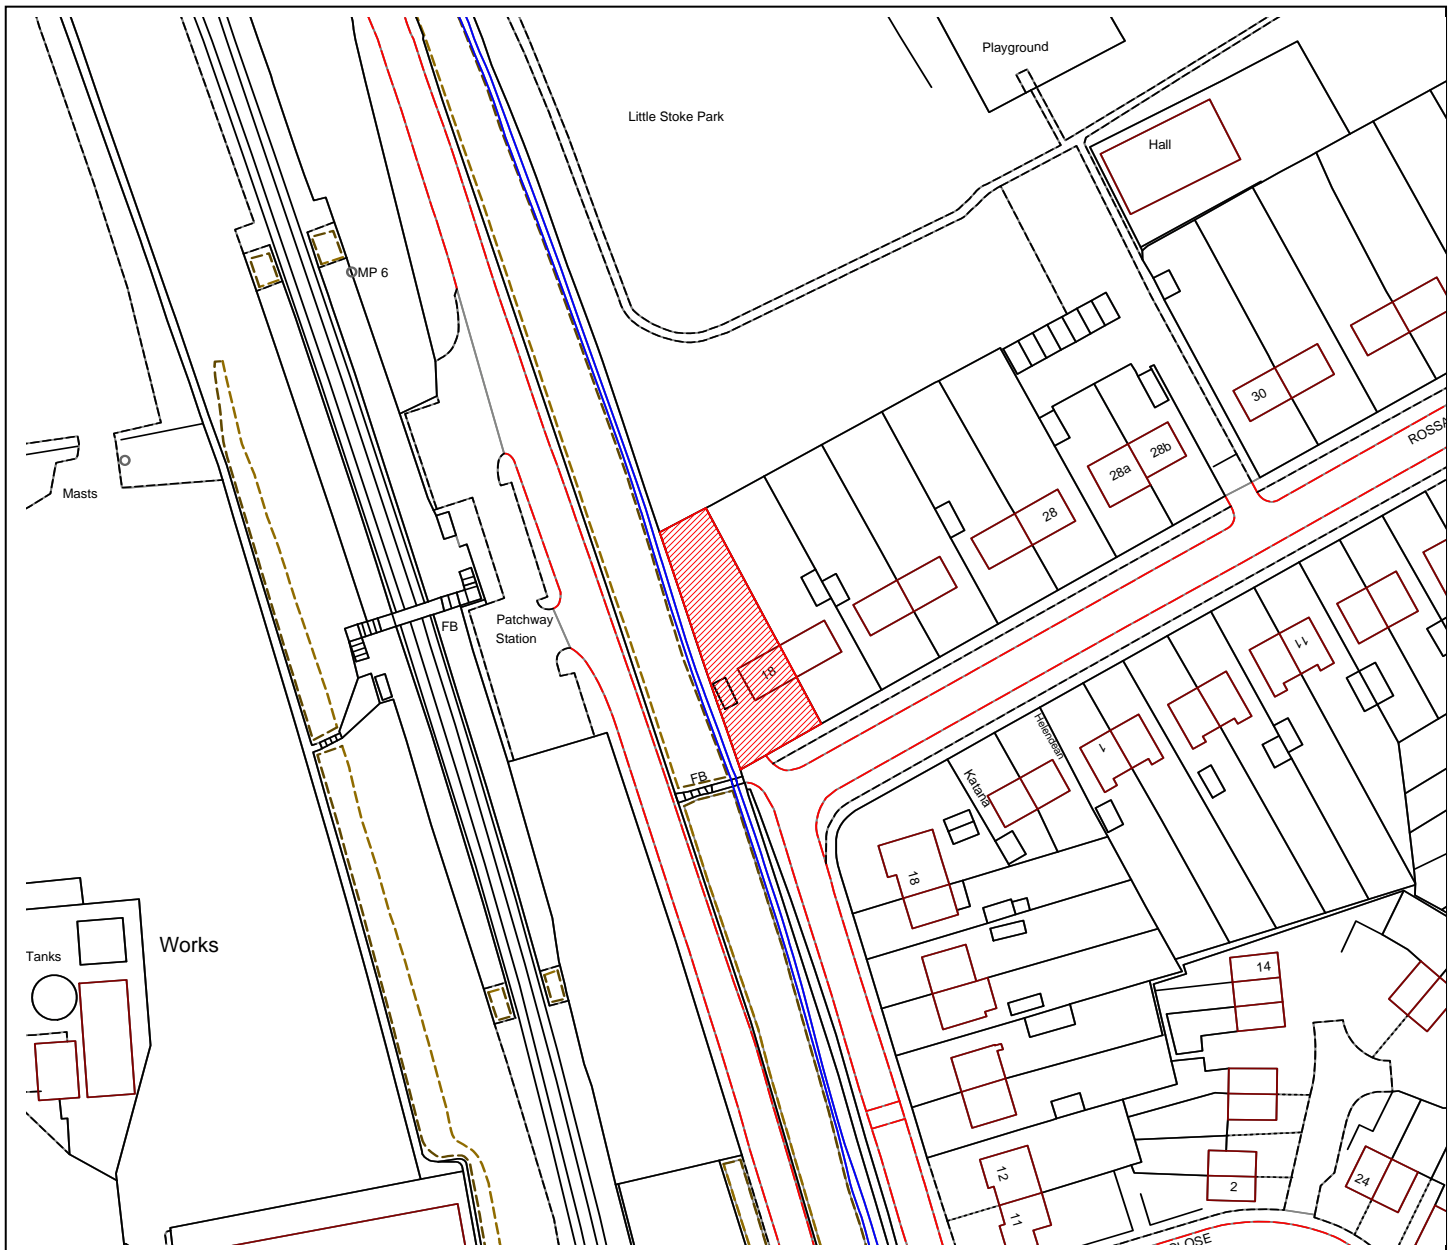 Playground
Little Stoke Park
Hall
MP 6
30
ROSSA
28b
28a
Masts
28
FB
Patchway
Station
18
11
Helendean
1
FB
Katana
18
Works
Tanks
14
12
2
24
11
CLOSE